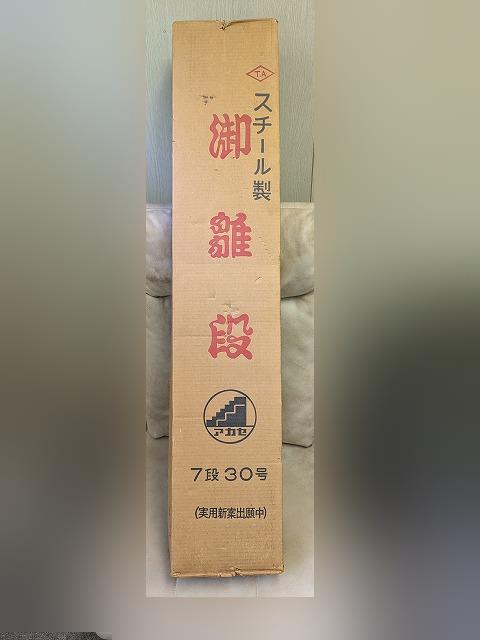 T.A
スチール製
御雛段
アカセ
7段30号
(実用新案出願中)